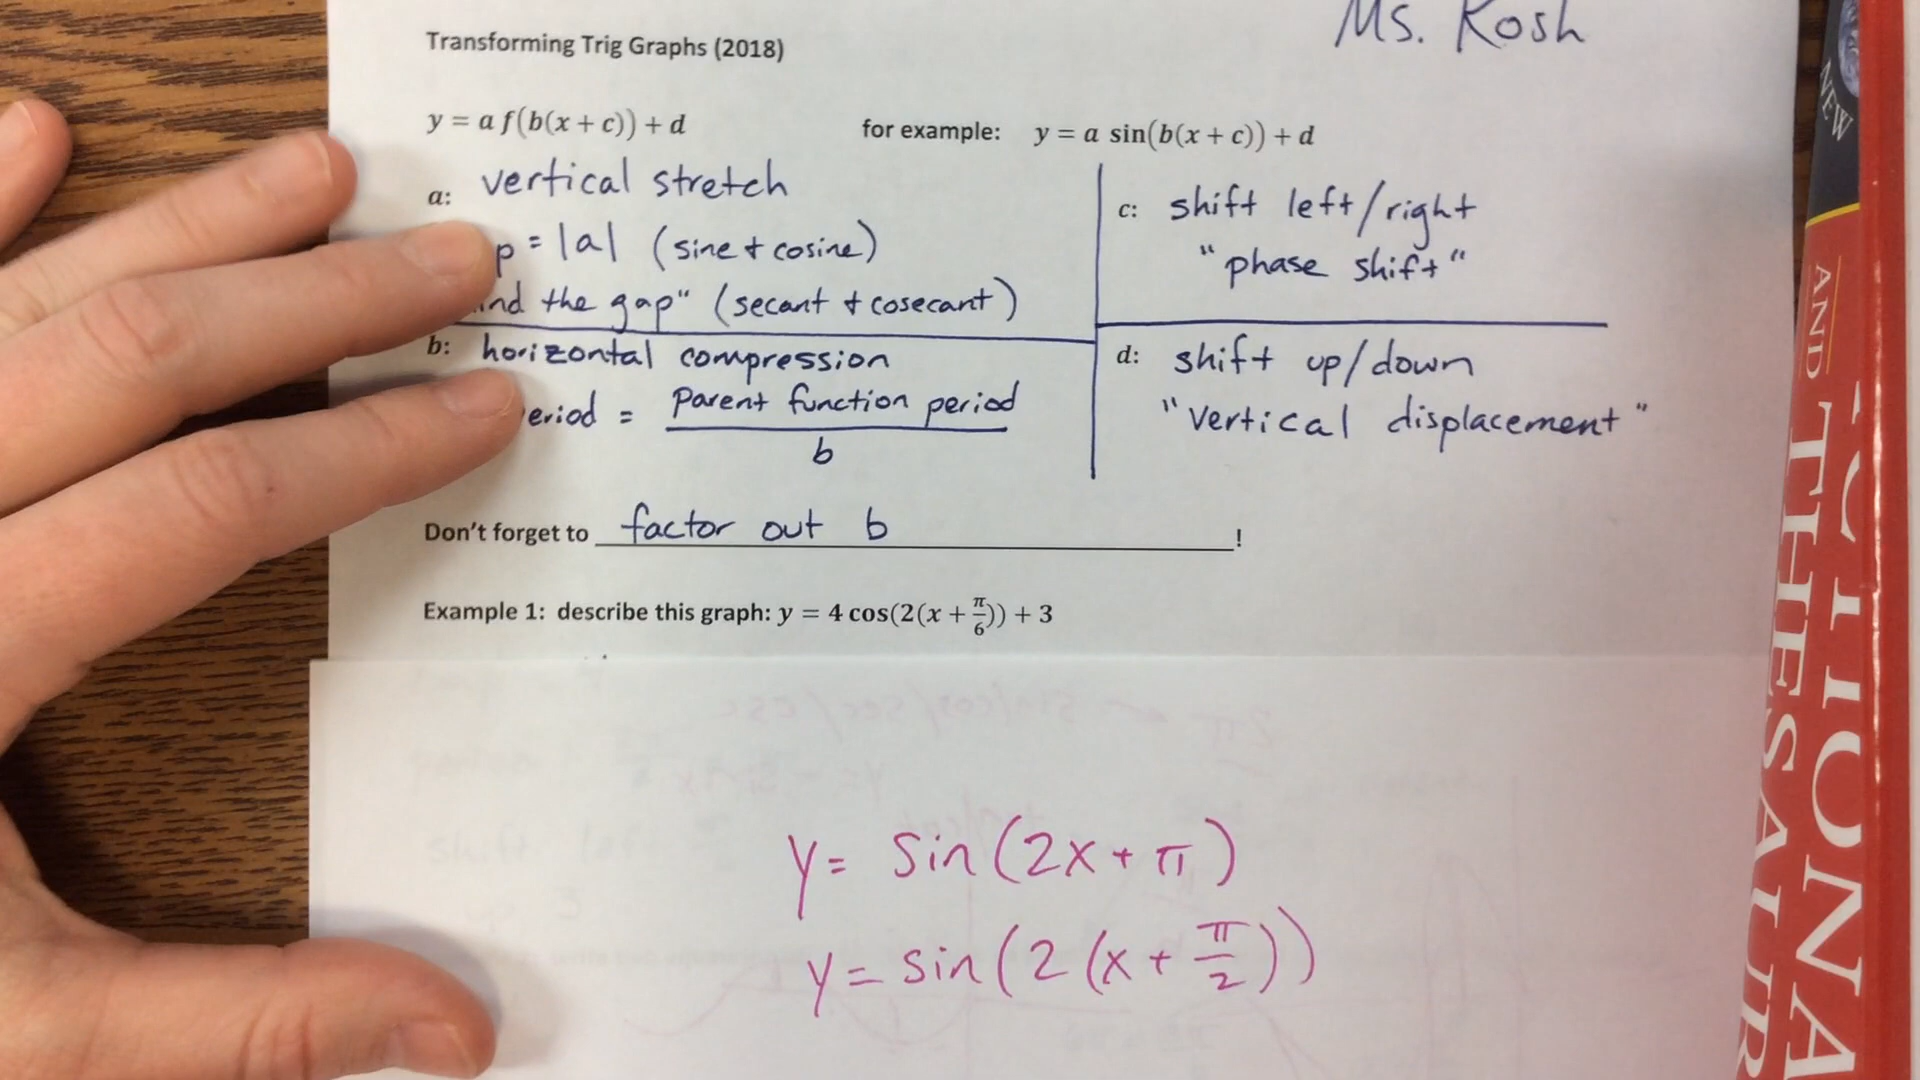 Ms. Kosh
Transforming Trig Graphs (2018)
y = a f(b(x + c)) + d
for example: y = a sin(b(x + c)) + d
a: vertical stretch
p = |a| (sine + cosine)
the gap" (secant + cosecant)
b: horizontal compression
eriod = parent function period
b
c: shift left/right
"phase shift"
d: shift up/down
"vertical displacement"
Don't forget to factor out b !
Example 1: describe this graph: y = 4 cos(2(x + π/6)) + 3
y = sin(2x + π)
y = sin(2(x + π/2))
NEW
AND
THESAUR